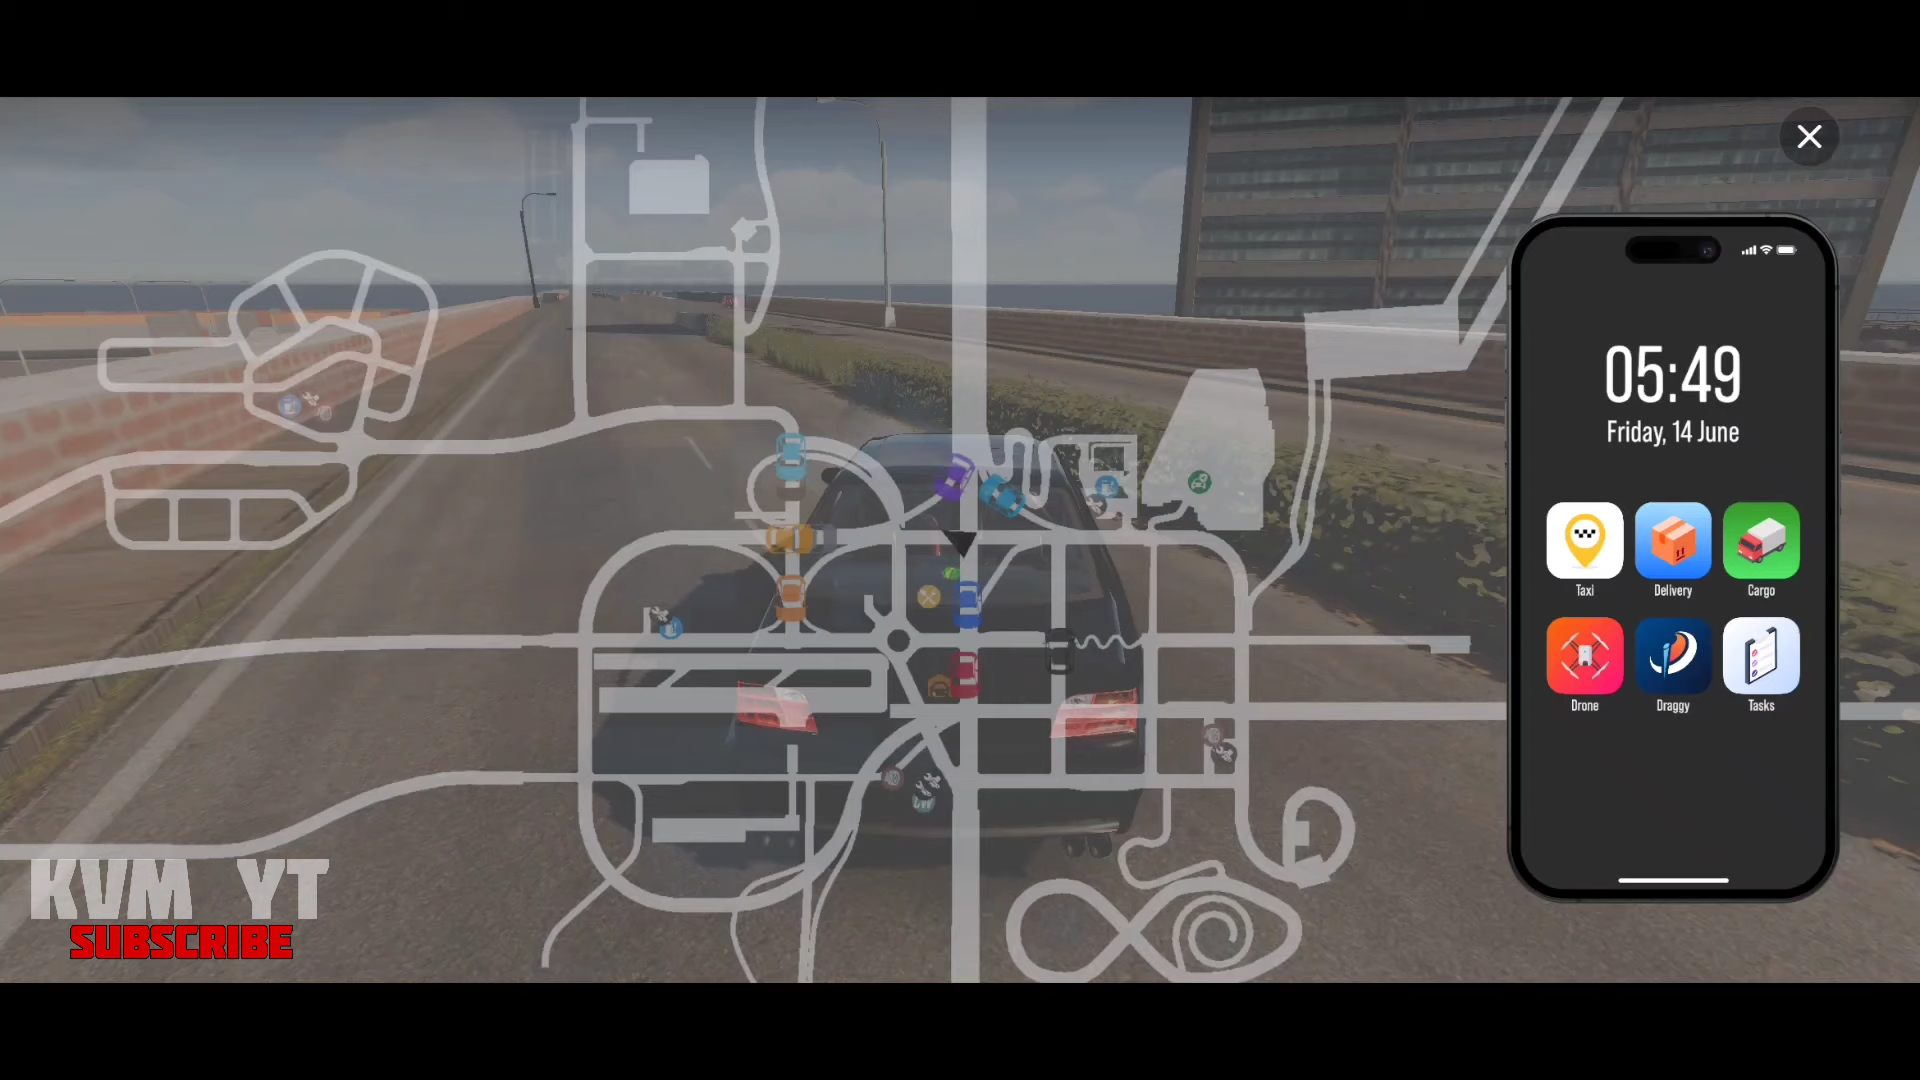 05:49
Friday, 14 June
Taxi
Delivery
Cargo
Drone
Draggy
Tasks
KVM YT
SUBSCRIBE